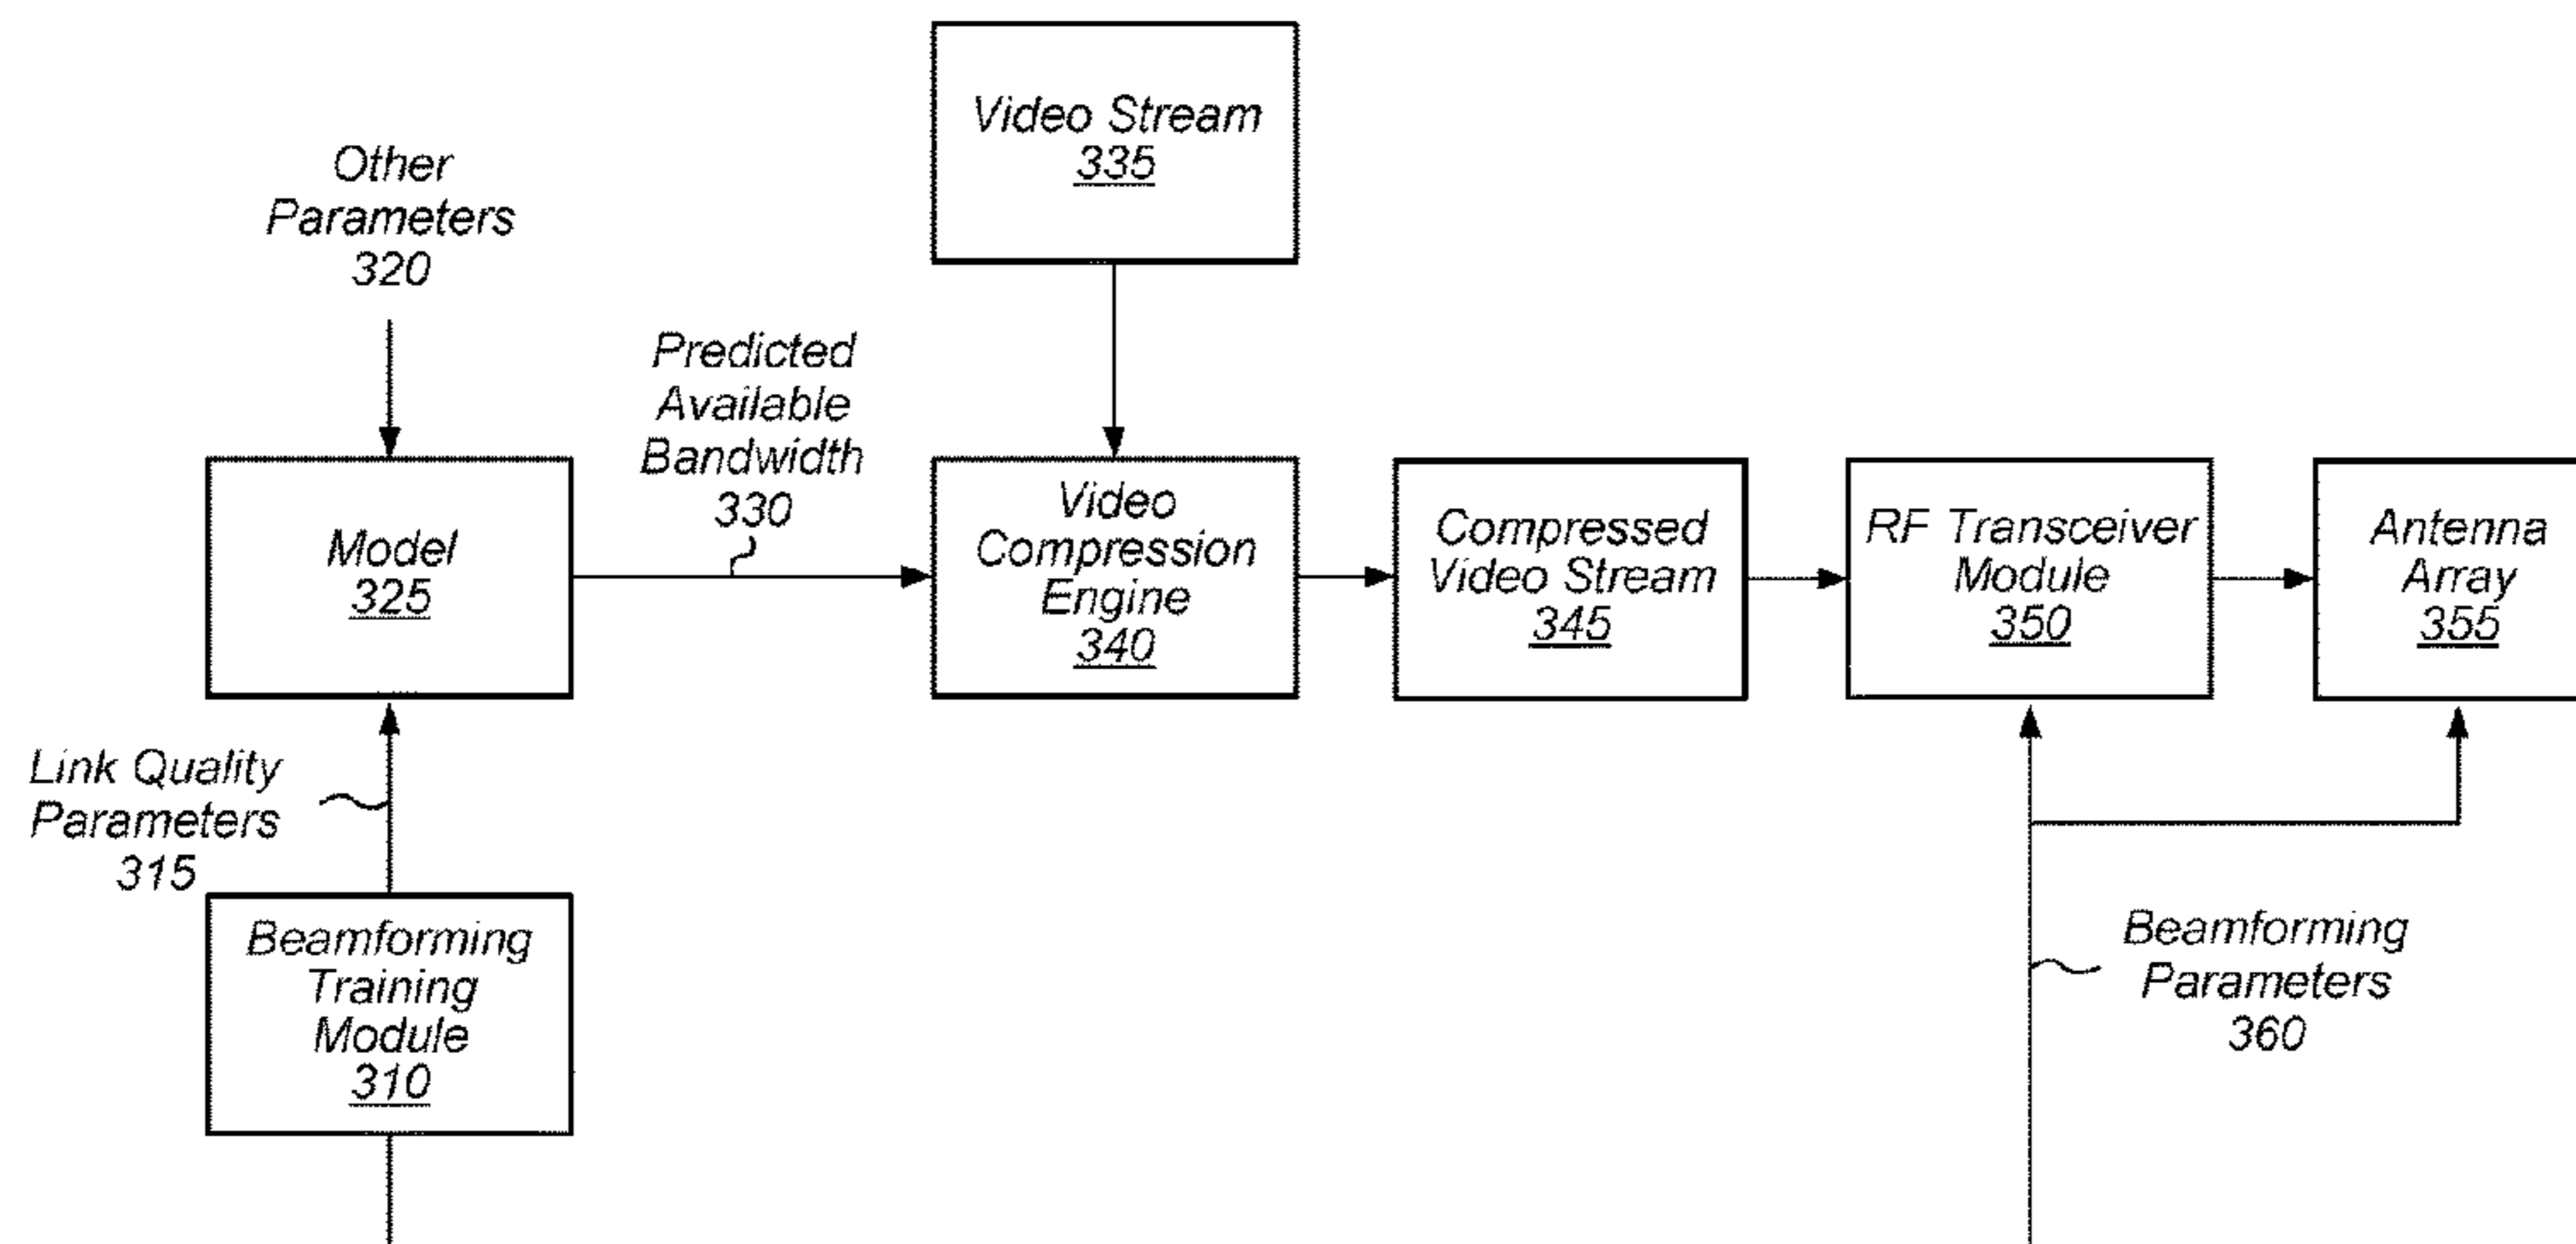 Video Stream
335
Other
Parameters
320
Predicted
Available
Bandwidth
330
Model
325
Video
Compression
Engine
340
Compressed
Video Stream
345
RF Transceiver
Module
350
Antenna
Array
355
Link Quality
Parameters
315
Beamforming
Training
Module
310
Beamforming
Parameters
360